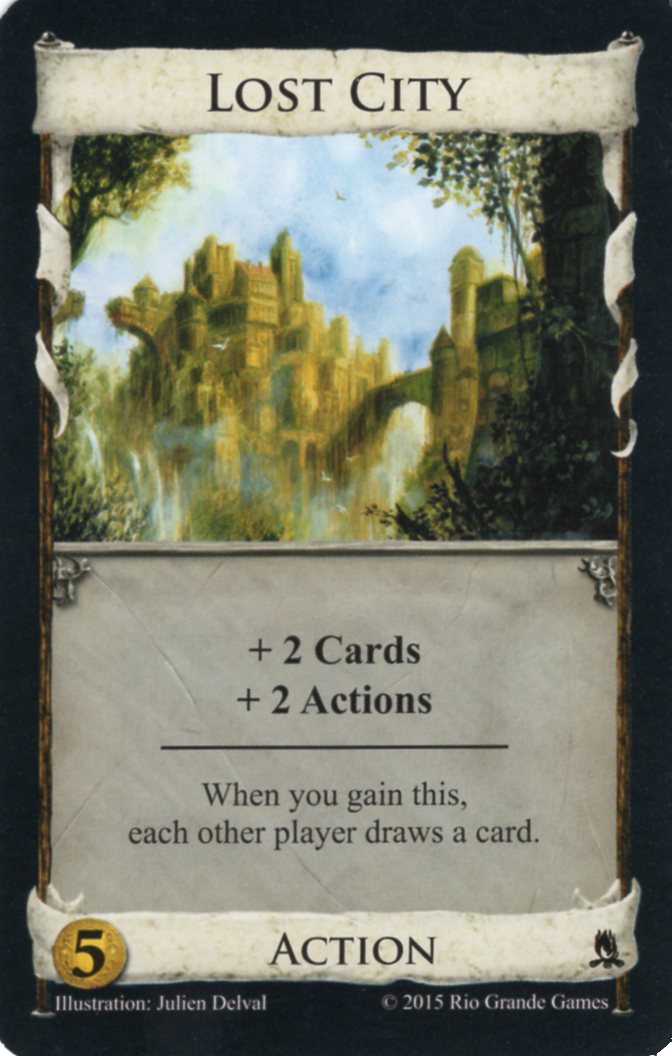 LOST CITY
+ 2 Cards
+ 2 Actions
When you gain this,
each other player draws a card.
5
ACTION
Illustration: Julien Delval
© 2015 Rio Grande Games